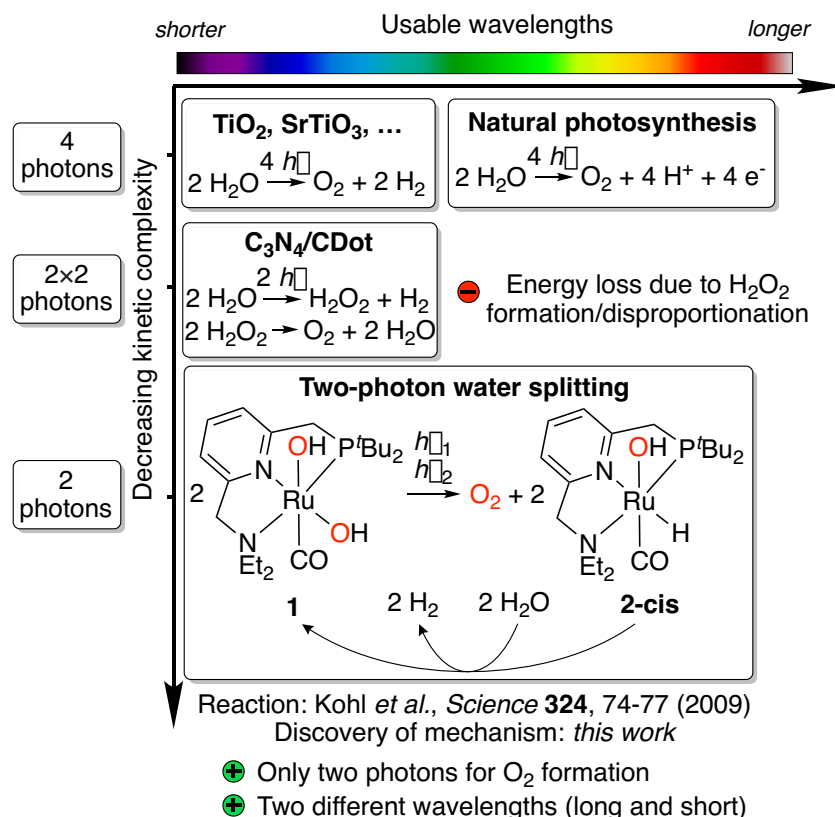 Usable wavelengths
shorter
longer
Decreasing kinetic complexity
4
photons
TiO₂, SrTiO₃, ...
4 h▯
2 H₂O → O₂ + 2 H₂
Natural photosynthesis
4 h▯
2 H₂O → O₂ + 4 H⁺ + 4 e⁻
2×2
photons
C₃N₄/CDot
2 h▯
2 H₂O → H₂O₂ + H₂
2 H₂O₂ → O₂ + 2 H₂O
Energy loss due to H₂O₂
formation/disproportionation
2
photons
Two-photon water splitting
2
OH
PᵗBu₂
N
Ru
OH
N
Et₂
CO
1
h▯₁
h▯₂
→ O₂ + 2
OH
PᵗBu₂
N
Ru
H
N
Et₂
CO
2-cis
2 H₂
2 H₂O
Reaction: Kohl et al., Science 324, 74-77 (2009)
Discovery of mechanism: this work
Only two photons for O₂ formation
Two different wavelengths (long and short)